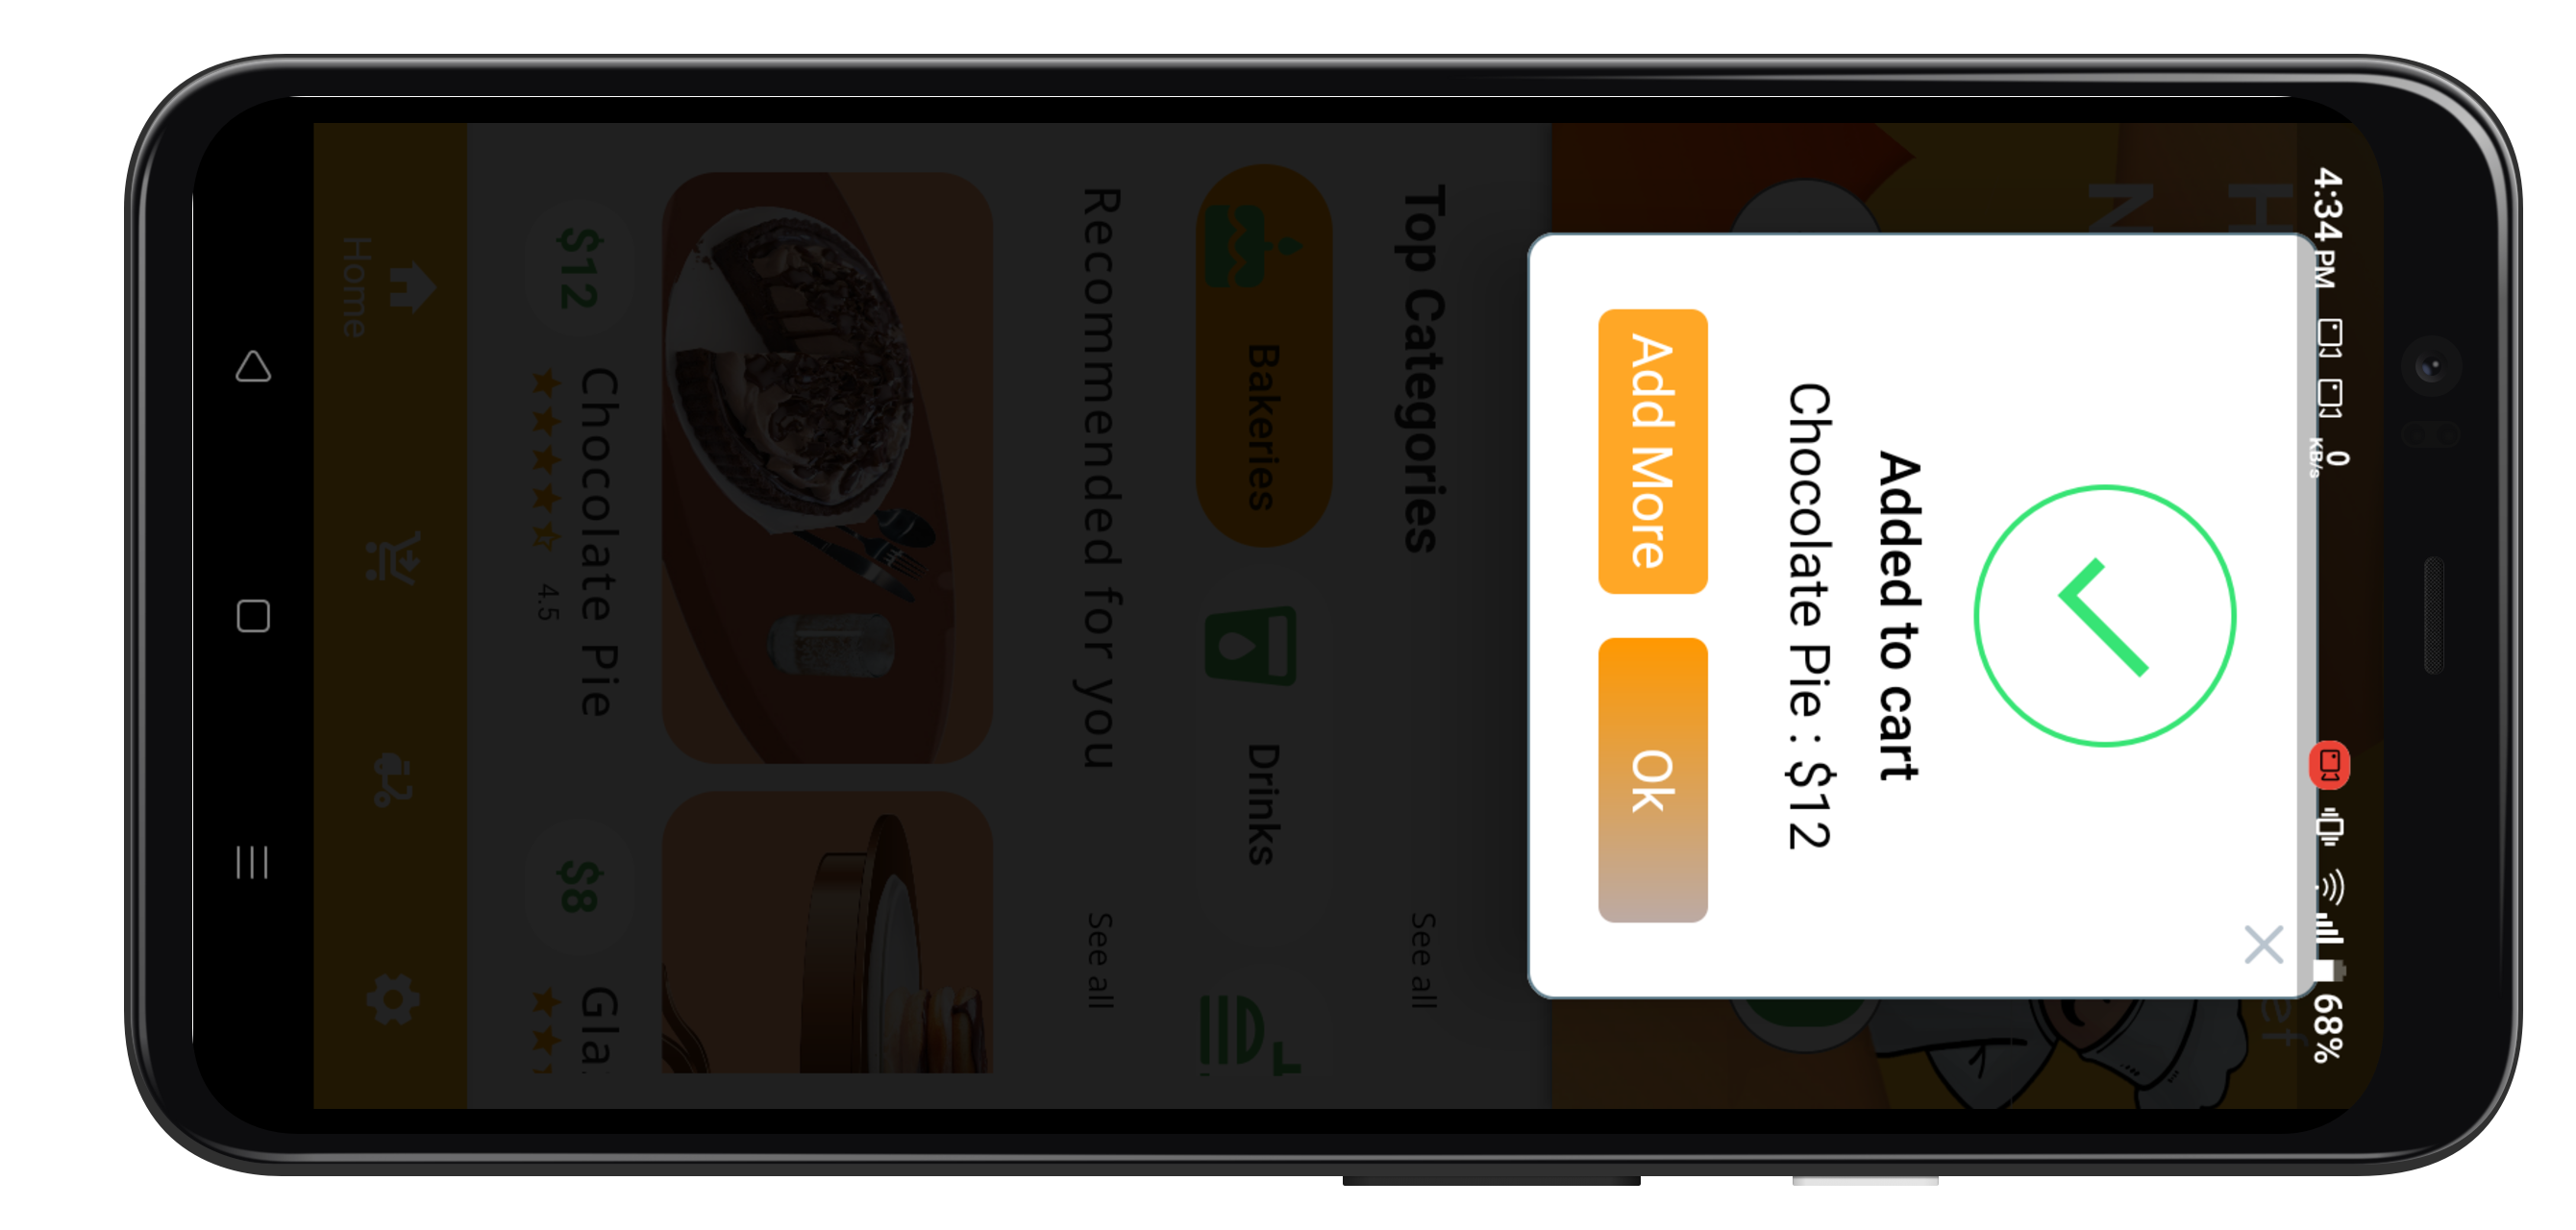 4:34 PM 0 KB/s 68%
H ef
N
Added to cart
Chocolate Pie : $12
Add More Ok
Top Categories See all
Bakeries Drinks
Recommended for you See all
Chocolate Pie Gla
$12 4.5 $8
Home